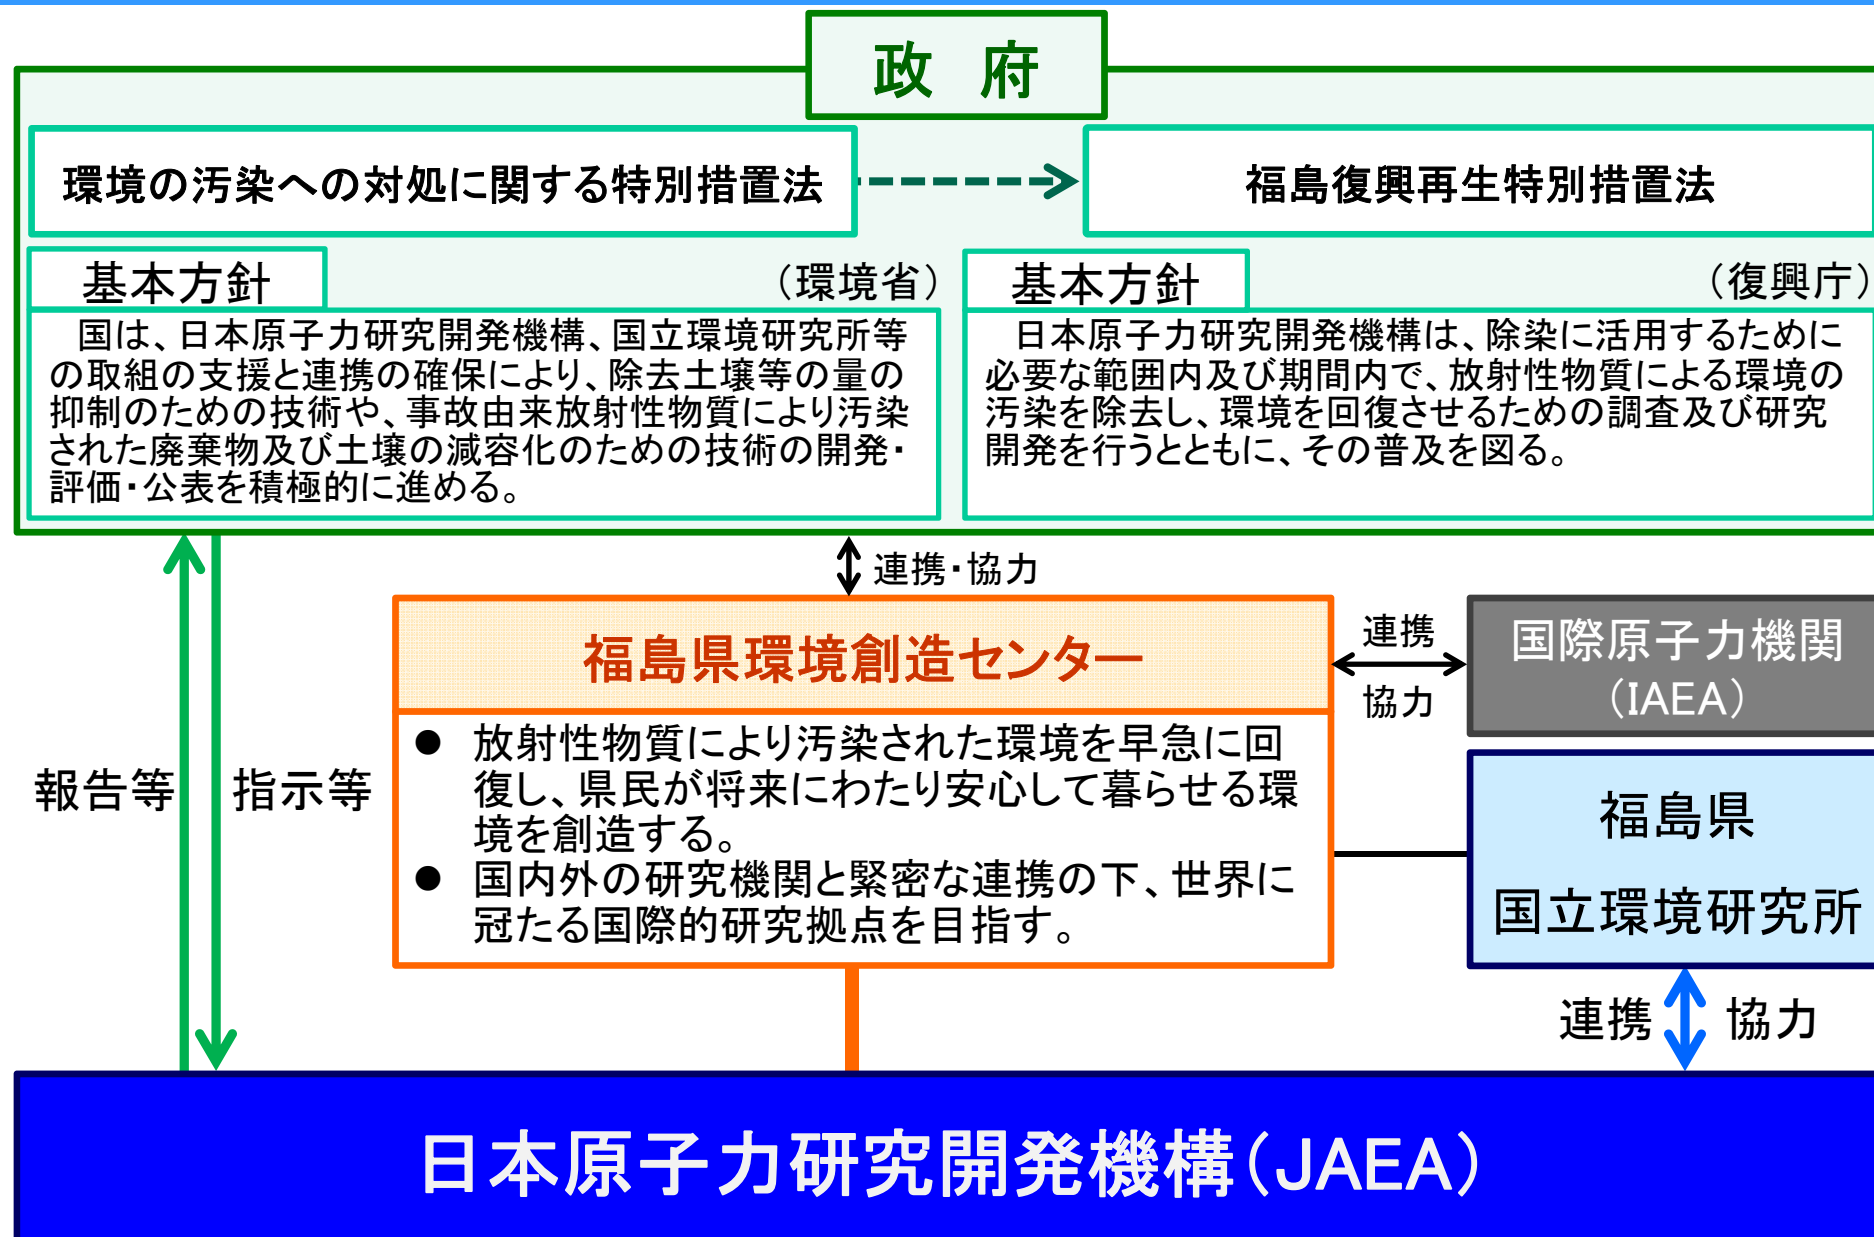 政 府
環境の汚染への対処に関する特別措置法
福島復興再生特別措置法
基本方針
（環境省）
国は、日本原子力研究開発機構、国立環境研究所等
の取組の支援と連携の確保により、除去土壌等の量の
抑制のための技術や、事故由来放射性物質により汚染
された廃棄物及び土壌の減容化のための技術の開発・
評価・公表を積極的に進める。
基本方針
（復興庁）
日本原子力研究開発機構は、除染に活用するために
必要な範囲内及び期間内で、放射性物質による環境の
汚染を除去し、環境を回復させるための調査及び研究
開発を行うとともに、その普及を図る。
連携・協力
福島県環境創造センター
● 放射性物質により汚染された環境を早急に回
復し、県民が将来にわたり安心して暮らせる環
境を創造する。
● 国内外の研究機関と緊密な連携の下、世界に
冠たる国際的研究拠点を目指す。
連携
協力
国際原子力機関
（IAEA）
福島県
国立環境研究所
報告等
指示等
連携
協力
日本原子力研究開発機構（JAEA）